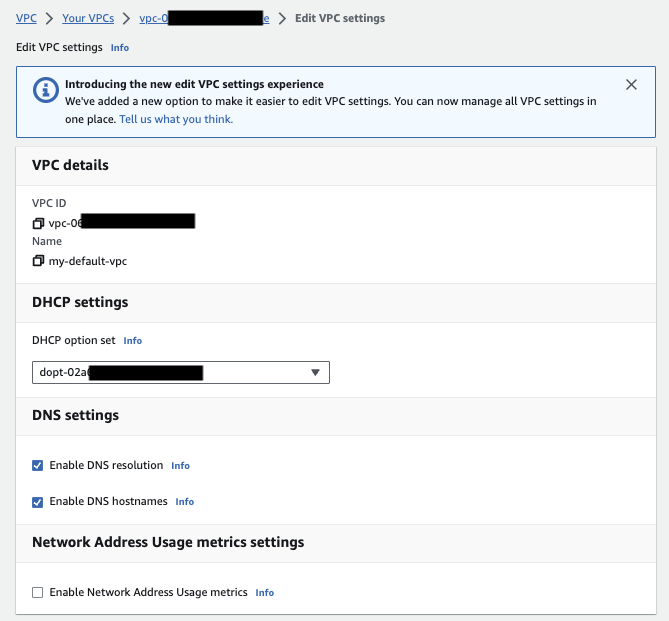 VPC > Your VPCs > vpc-0 e > Edit VPC settings
Edit VPC settings Info
Introducing the new edit VPC settings experience
We've added a new option to make it easier to edit VPC settings. You can now manage all VPC settings in
one place. Tell us what you think.
VPC details
VPC ID
vpc-06
Name
my-default-vpc
DHCP settings
DHCP option set Info
dopt-02a
DNS settings
Enable DNS resolution Info
Enable DNS hostnames Info
Network Address Usage metrics settings
Enable Network Address Usage metrics Info